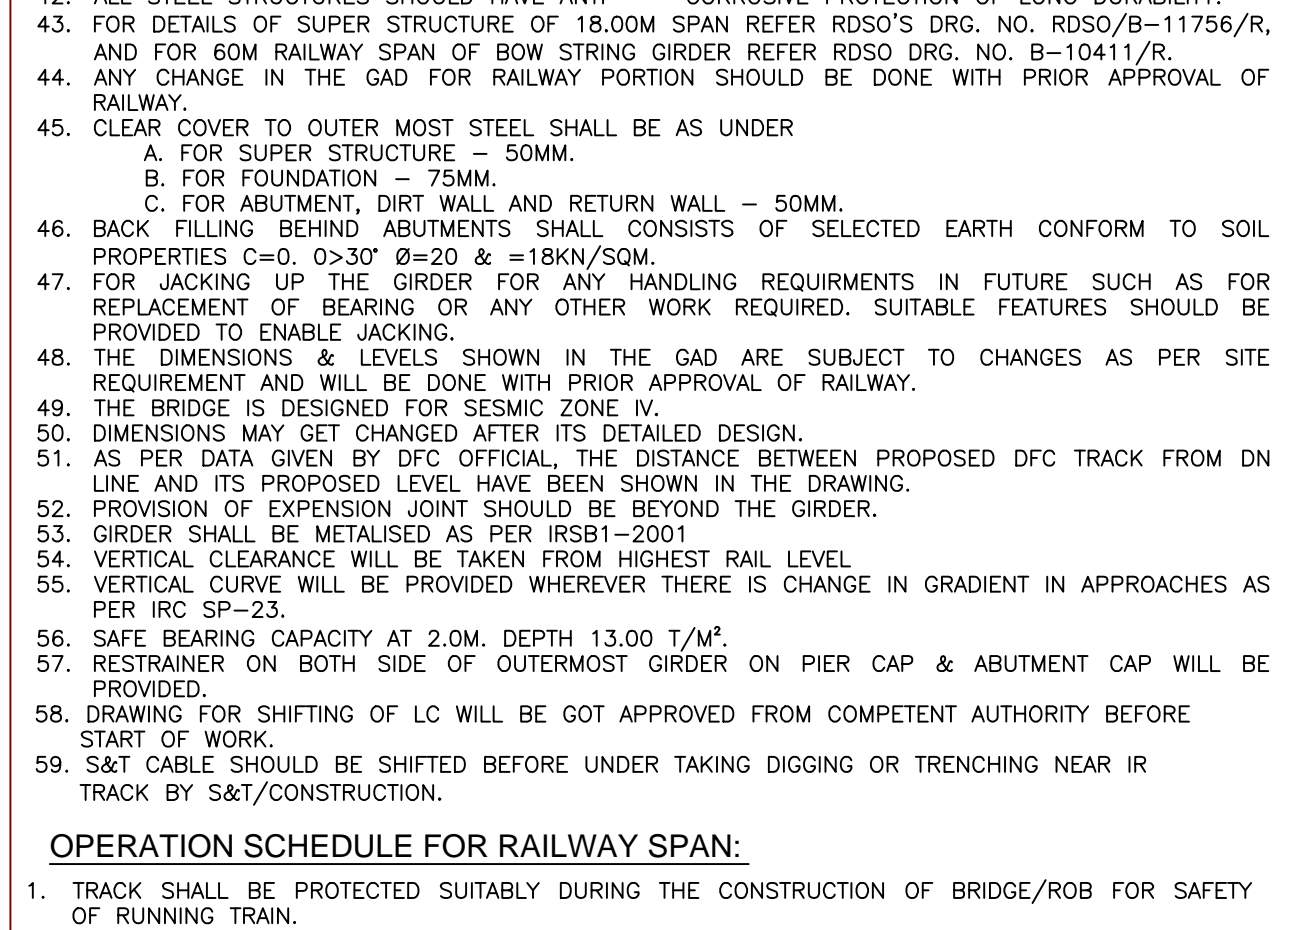 42. ALL STEEL STRUCTURES SHOULD HAVE ANTI CORROSIVE PROTECTION OF LONG DURABILITY.
43. FOR DETAILS OF SUPER STRUCTURE OF 18.00M SPAN REFER RDSO'S DRG. NO. RDSO/B-11756/R,
AND FOR 60M RAILWAY SPAN OF BOW STRING GIRDER REFER RDSO DRG. NO. B-10411/R.
44. ANY CHANGE IN THE GAD FOR RAILWAY PORTION SHOULD BE DONE WITH PRIOR APPROVAL OF
RAILWAY.
45. CLEAR COVER TO OUTER MOST STEEL SHALL BE AS UNDER
A. FOR SUPER STRUCTURE - 50MM.
B. FOR FOUNDATION - 75MM.
C. FOR ABUTMENT, DIRT WALL AND RETURN WALL - 50MM.
46. BACK FILLING BEHIND ABUTMENTS SHALL CONSISTS OF SELECTED EARTH CONFORM TO SOIL
PROPERTIES C=0. 0>30° Ø=20 & =18KN/SQM.
47. FOR JACKING UP THE GIRDER FOR ANY HANDLING REQUIRMENTS IN FUTURE SUCH AS FOR
REPLACEMENT OF BEARING OR ANY OTHER WORK REQUIRED. SUITABLE FEATURES SHOULD BE
PROVIDED TO ENABLE JACKING.
48. THE DIMENSIONS & LEVELS SHOWN IN THE GAD ARE SUBJECT TO CHANGES AS PER SITE
REQUIREMENT AND WILL BE DONE WITH PRIOR APPROVAL OF RAILWAY.
49. THE BRIDGE IS DESIGNED FOR SESMIC ZONE IV.
50. DIMENSIONS MAY GET CHANGED AFTER ITS DETAILED DESIGN.
51. AS PER DATA GIVEN BY DFC OFFICIAL, THE DISTANCE BETWEEN PROPOSED DFC TRACK FROM DN
LINE AND ITS PROPOSED LEVEL HAVE BEEN SHOWN IN THE DRAWING.
52. PROVISION OF EXPENSION JOINT SHOULD BE BEYOND THE GIRDER.
53. GIRDER SHALL BE METALISED AS PER IRSB1-2001
54. VERTICAL CLEARANCE WILL BE TAKEN FROM HIGHEST RAIL LEVEL
55. VERTICAL CURVE WILL BE PROVIDED WHEREVER THERE IS CHANGE IN GRADIENT IN APPROACHES AS
PER IRC SP-23.
56. SAFE BEARING CAPACITY AT 2.0M. DEPTH 13.00 T/M².
57. RESTRAINER ON BOTH SIDE OF OUTERMOST GIRDER ON PIER CAP & ABUTMENT CAP WILL BE
PROVIDED.
58. DRAWING FOR SHIFTING OF LC WILL BE GOT APPROVED FROM COMPETENT AUTHORITY BEFORE
START OF WORK.
59. S&T CABLE SHOULD BE SHIFTED BEFORE UNDER TAKING DIGGING OR TRENCHING NEAR IR
TRACK BY S&T/CONSTRUCTION.
OPERATION SCHEDULE FOR RAILWAY SPAN:
1. TRACK SHALL BE PROTECTED SUITABLY DURING THE CONSTRUCTION OF BRIDGE/ROB FOR SAFETY
OF RUNNING TRAIN.